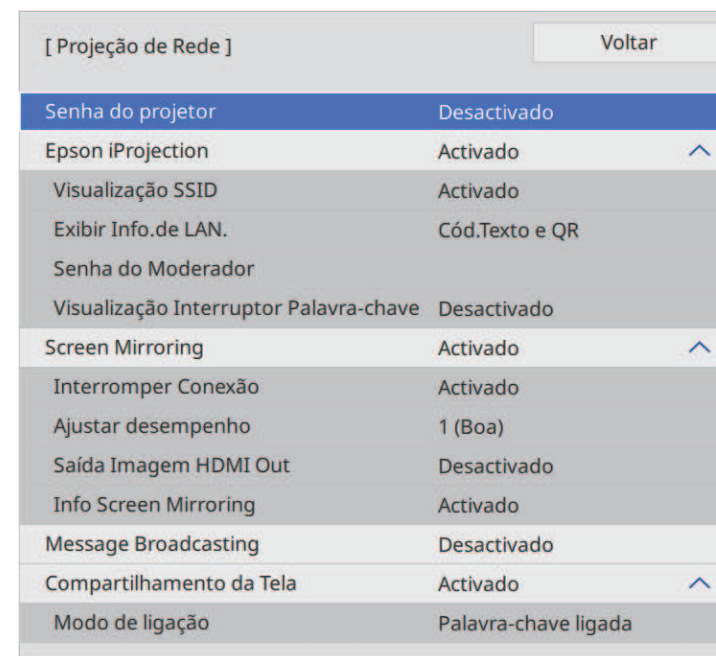 [ Projeção de Rede ] Voltar
Senha do projetor Desactivado
Epson iProjection Activado
Visualização SSID Activado
Exibir Info.de LAN. Cód.Texto e QR
Senha do Moderador
Visualização Interruptor Palavra-chave Desactivado
Screen Mirroring Activado
Interromper Conexão Activado
Ajustar desempenho 1 (Boa)
Saída Imagem HDMI Out Desactivado
Info Screen Mirroring Activado
Message Broadcasting Desactivado
Compartilhamento da Tela Activado
Modo de ligação Palavra-chave ligada